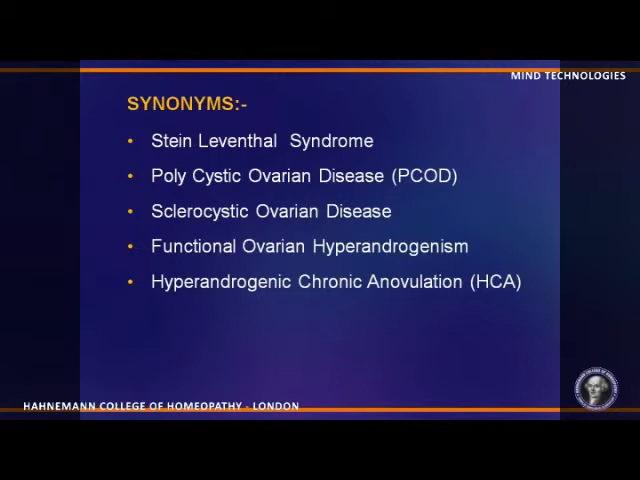 MIND TECHNOLOGIES
SYNONYMS:-
• Stein Leventhal Syndrome
• Poly Cystic Ovarian Disease (PCOD)
• Sclerocystic Ovarian Disease
• Functional Ovarian Hyperandrogenism
• Hyperandrogenic Chronic Anovulation (HCA)
HAHNEMANN COLLEGE OF HOMEOPATHY - LONDON